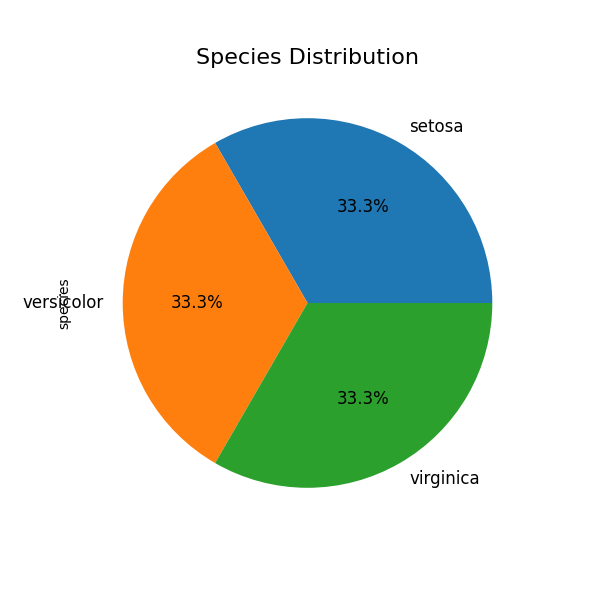 Species Distribution
setosa
33.3%
versicolor
species
33.3%
33.3%
virginica